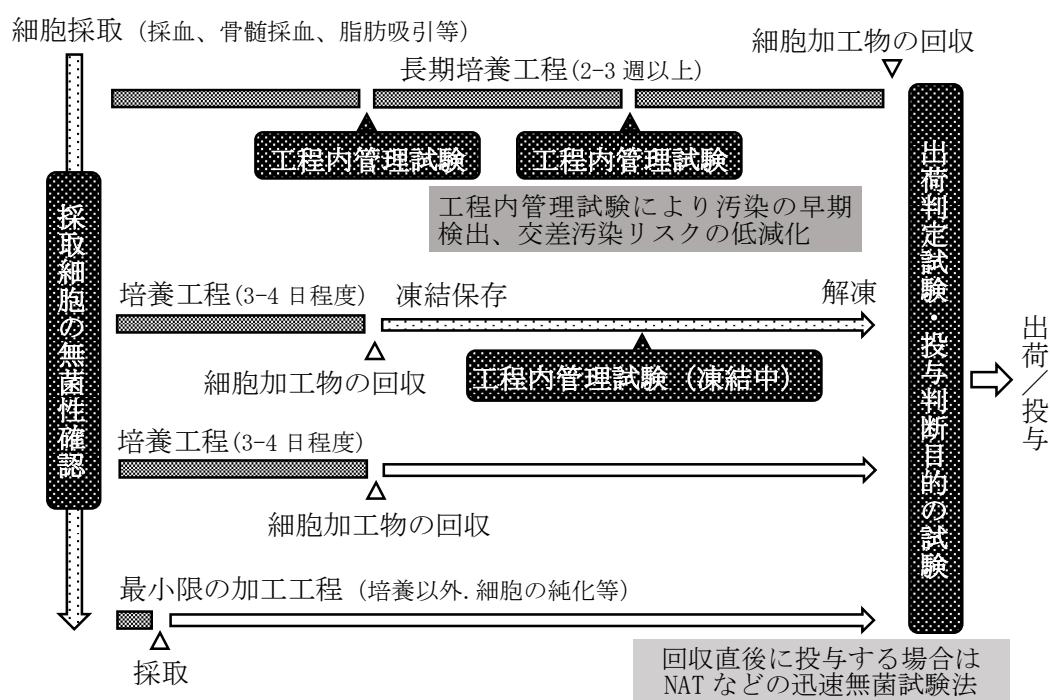 細胞採取（採血、骨髄採血、脂肪吸引等）
細胞加工物の回収
長期培養工程(2-3 週以上)
工程内管理試験
工程内管理試験
工程内管理試験により汚染の早期
検出、交差汚染リスクの低減化
採取細胞の無菌性確認
培養工程(3-4 日程度)
凍結保存
解凍
細胞加工物の回収
工程内管理試験（凍結中）
培養工程(3-4 日程度)
細胞加工物の回収
最小限の加工工程（培養以外.細胞の純化等）
採取
出荷判定試験・投与判断目的の試験
出荷／投与
回収直後に投与する場合は
NAT などの迅速無菌試験法